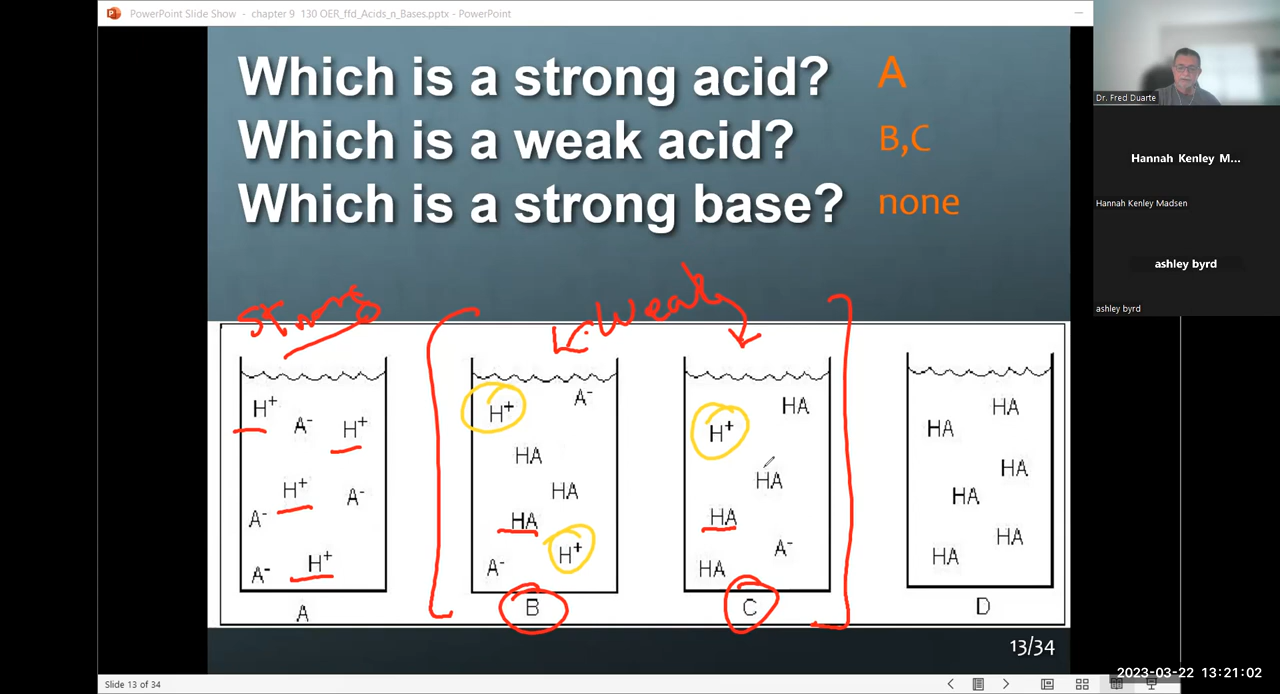 PowerPoint Slide Show - chapter 9 130 OER_ffd_Acids_n_Bases.pptx - PowerPoint
Which is a strong acid? A
Which is a weak acid? B,C
Which is a strong base? none
Dr. Fred Duarte
Hannah Kenley M...
Hannah Kenley Madsen
ashley byrd
ashley byrd
Strong
Weak
H⁺
A⁻
H⁺
H⁺
A⁻
A⁻
H⁺
A⁻
A
H⁺
A⁻
HA
HA
HA
H⁺
A⁻
B
HA
H⁺
HA
HA
A⁻
HA
C
HA
HA
HA
HA
HA
HA
D
13/34
2023-03-22 13:21:02
Slide 13 of 34